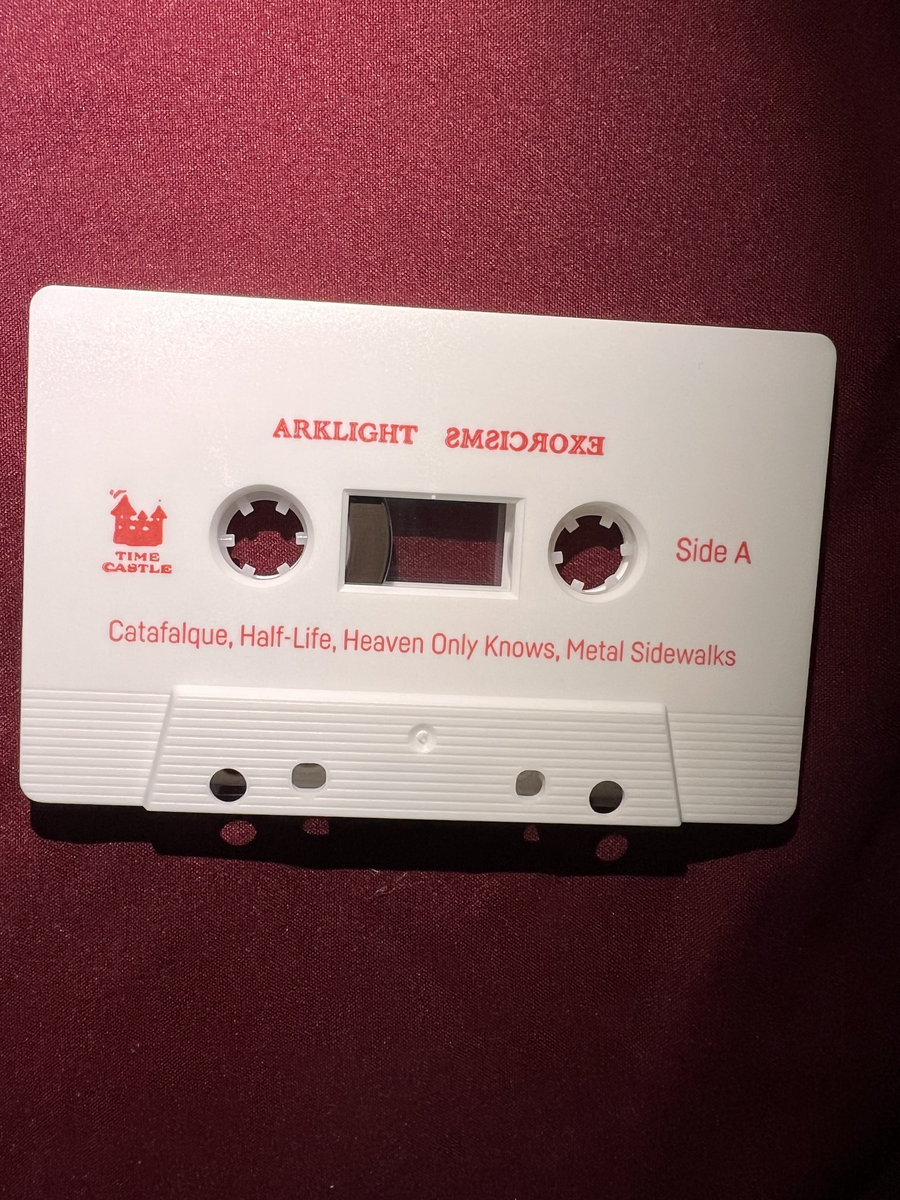 ARKLIGHT EXORCISMS
TIME
CASTLE
Side A
Catafalque, Half-Life, Heaven Only Knows, Metal Sidewalks